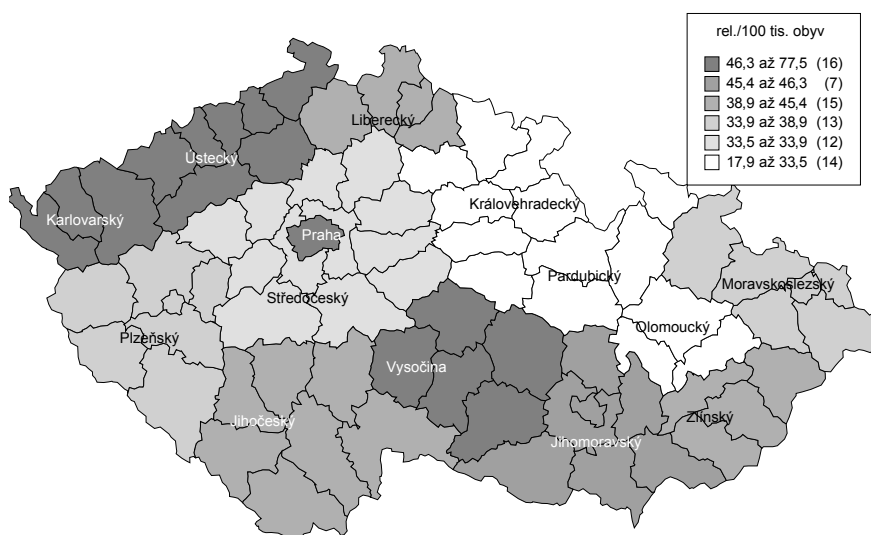 rel./100 tis. obyv
46,3 až 77,5 (16)
45,4 až 46,3 (7)
38,9 až 45,4 (15)
33,9 až 38,9 (13)
33,5 až 33,9 (12)
17,9 až 33,5 (14)
Liberecký
Ústecký
Karlovarský
Královehradecký
Praha
Pardubický
Moravskoslezský
Středočeský
Olomoucký
Plzeňský
Vysočina
Jihočeský
Zlínský
Jihomoravský